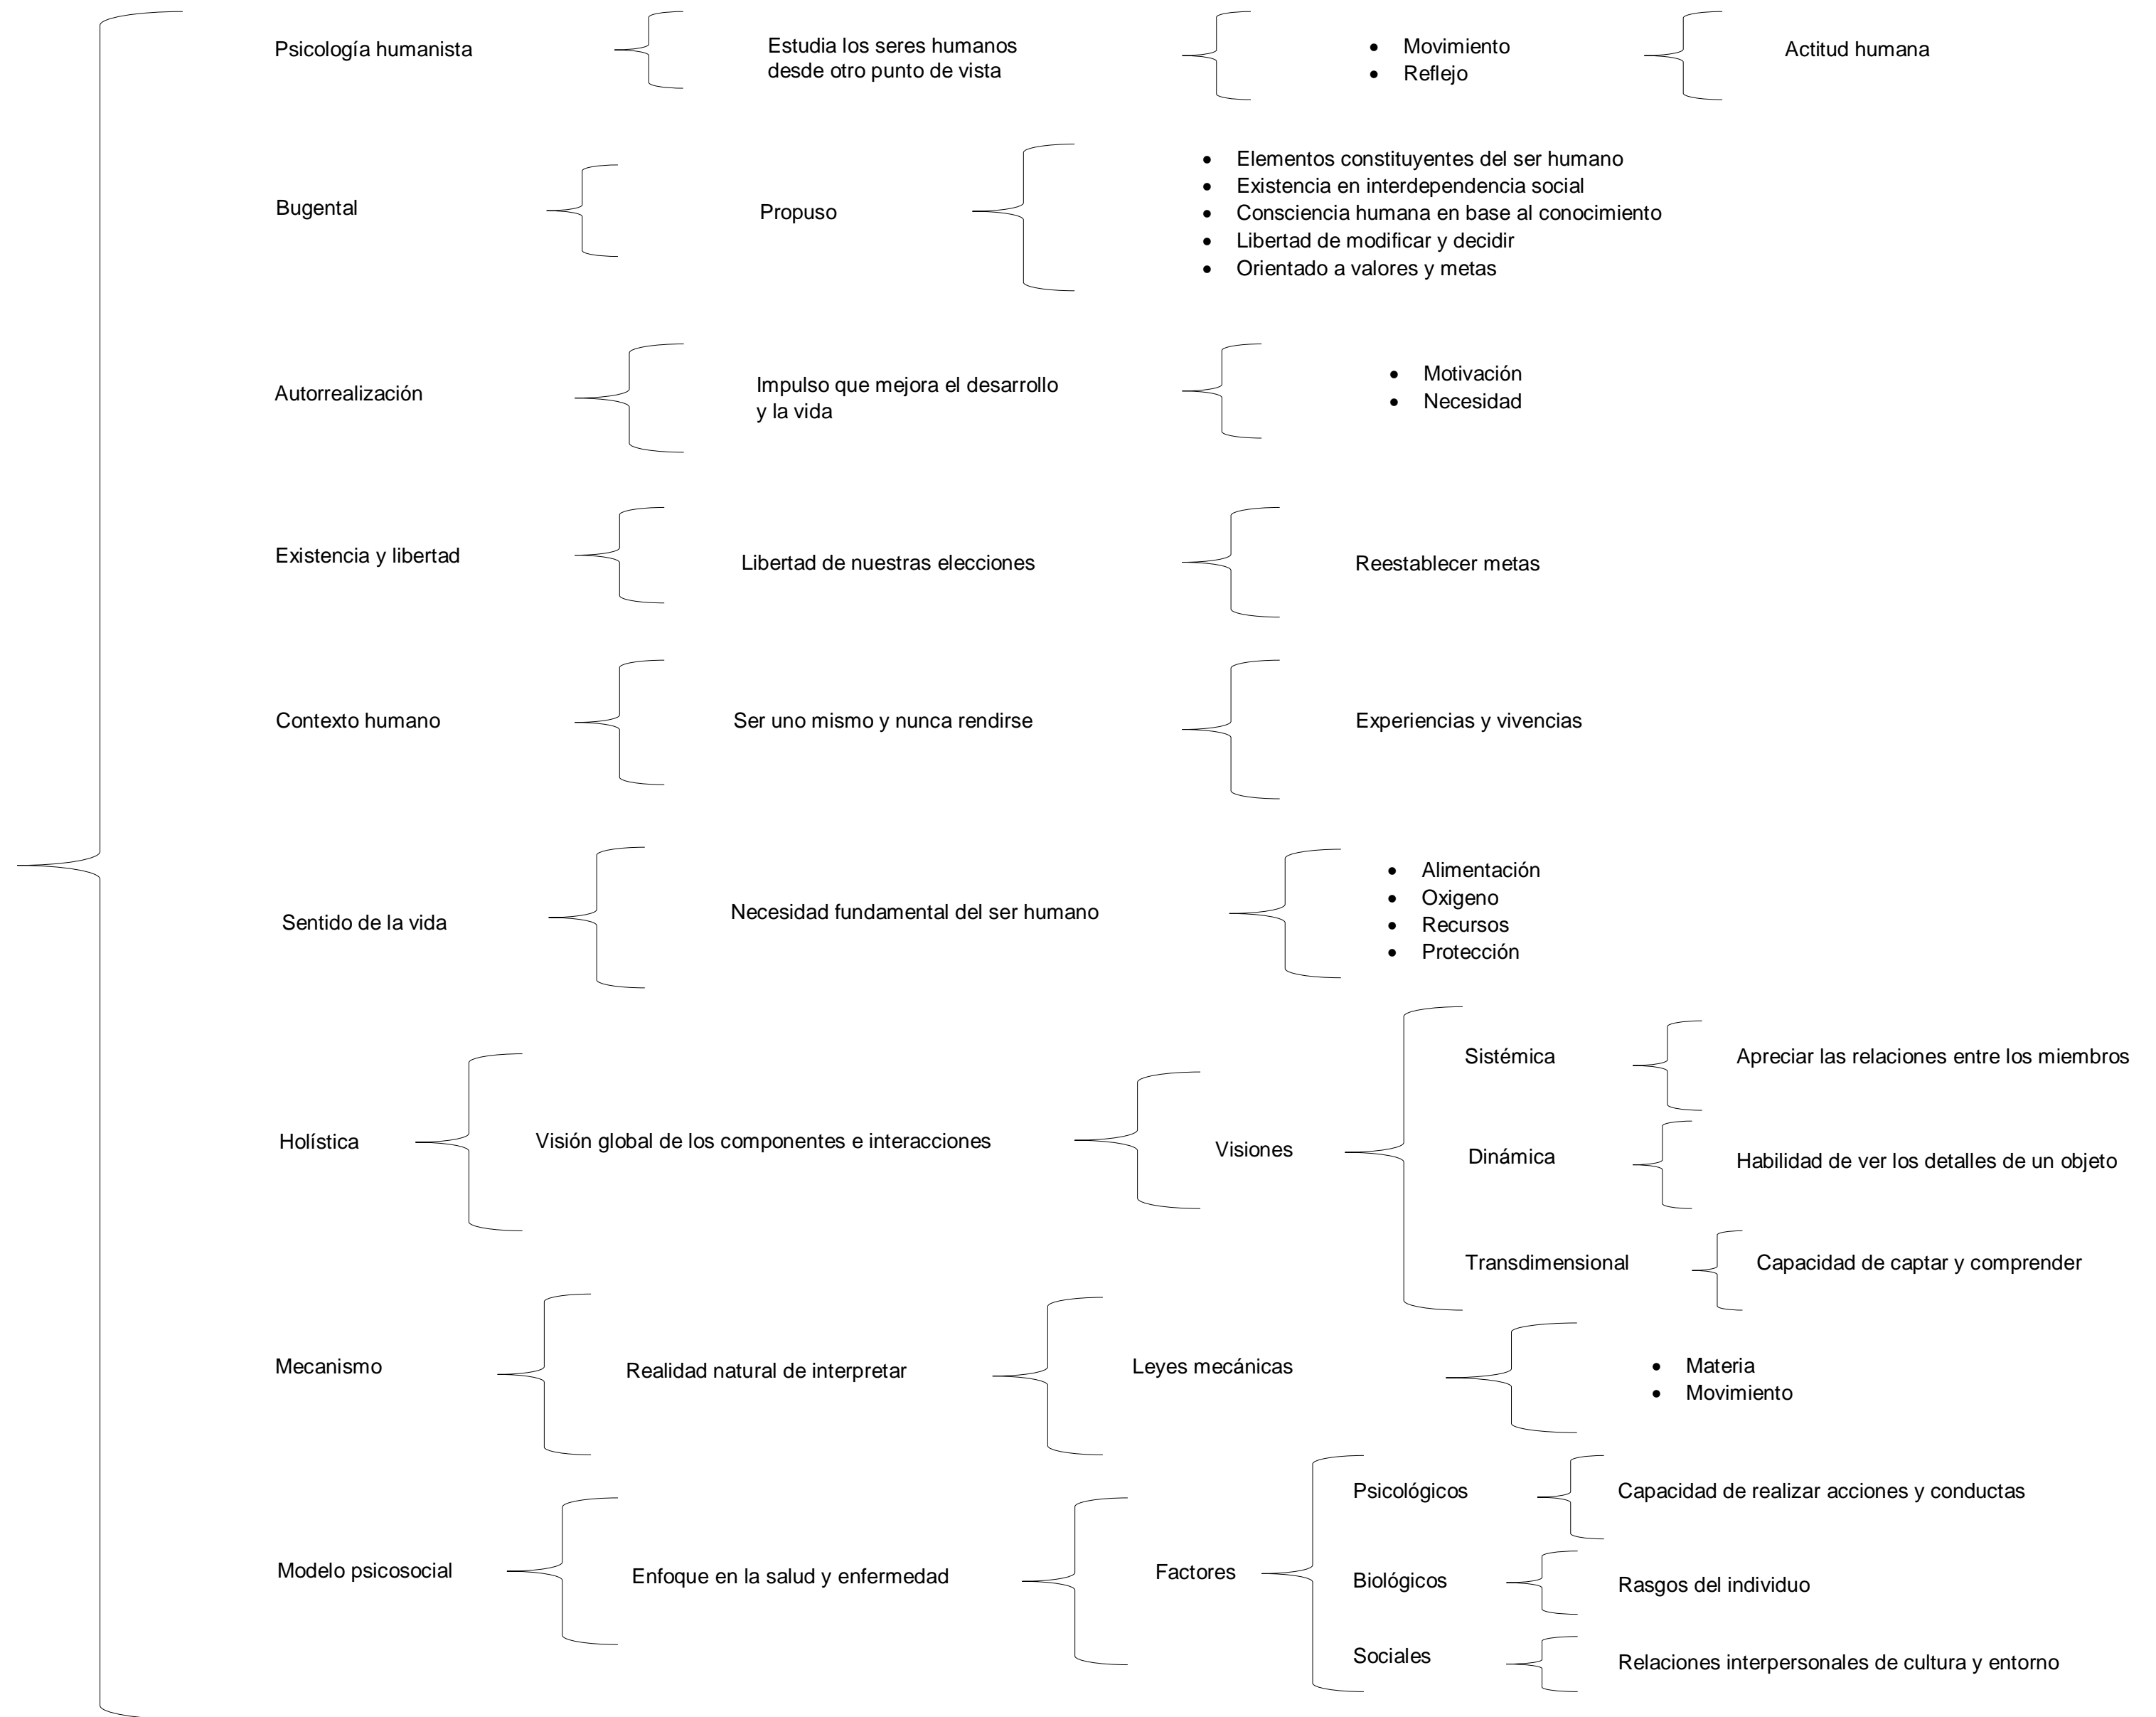 Psicología humanista
Estudia los seres humanos
desde otro punto de vista
• Movimiento
• Reflejo
Actitud humana
Bugental
Propuso
• Elementos constituyentes del ser humano
• Existencia en interdependencia social
• Consciencia humana en base al conocimiento
• Libertad de modificar y decidir
• Orientado a valores y metas
Autorrealización
Impulso que mejora el desarrollo
y la vida
• Motivación
• Necesidad
Existencia y libertad
Libertad de nuestras elecciones
Reestablecer metas
Contexto humano
Ser uno mismo y nunca rendirse
Experiencias y vivencias
Sentido de la vida
Necesidad fundamental del ser humano
• Alimentación
• Oxigeno
• Recursos
• Protección
Holística
Visión global de los componentes e interacciones
Visiones
Sistémica
Apreciar las relaciones entre los miembros
Dinámica
Habilidad de ver los detalles de un objeto
Transdimensional
Capacidad de captar y comprender
Mecanismo
Realidad natural de interpretar
Leyes mecánicas
• Materia
• Movimiento
Modelo psicosocial
Enfoque en la salud y enfermedad
Factores
Psicológicos
Capacidad de realizar acciones y conductas
Biológicos
Rasgos del individuo
Sociales
Relaciones interpersonales de cultura y entorno